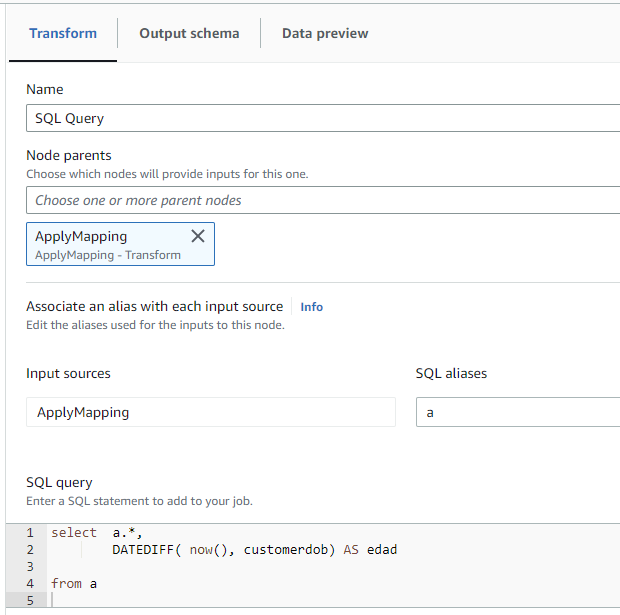 Transform
Output schema
Data preview
Name
SQL Query
Node parents
Choose which nodes will provide inputs for this one.
Choose one or more parent nodes
ApplyMapping
ApplyMapping - Transform
Associate an alias with each input source
Info
Edit the aliases used for the inputs to this node.
Input sources
SQL aliases
ApplyMapping
a
SQL query
Enter a SQL statement to add to your job.
1 select  a.*,
2         DATEDIFF( now(), customerdob) AS edad
3
4 from a
5